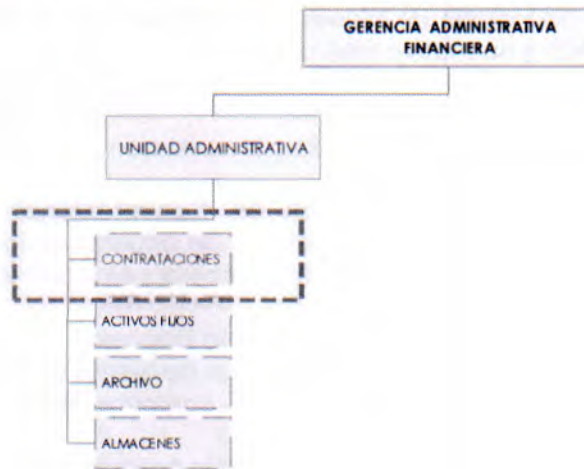 GERENCIA ADMINISTRATIVA
FINANCIERA
UNIDAD ADMINISTRATIVA
CONTRATACIONES
ACTIVOS FIJOS
ARCHIVO
ALMACENES